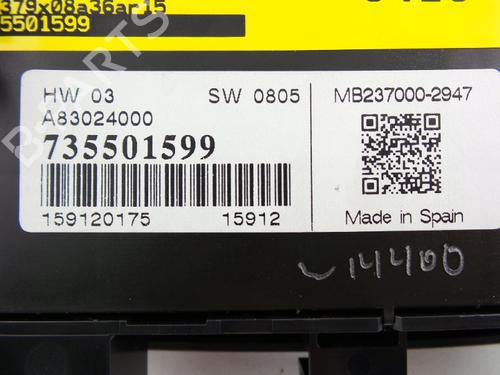 379x08a36ar15
5501599
HW 03 SW 0805
A83024000
735501599
159120175 15912
MB237000-2947
Made in Spain
14400